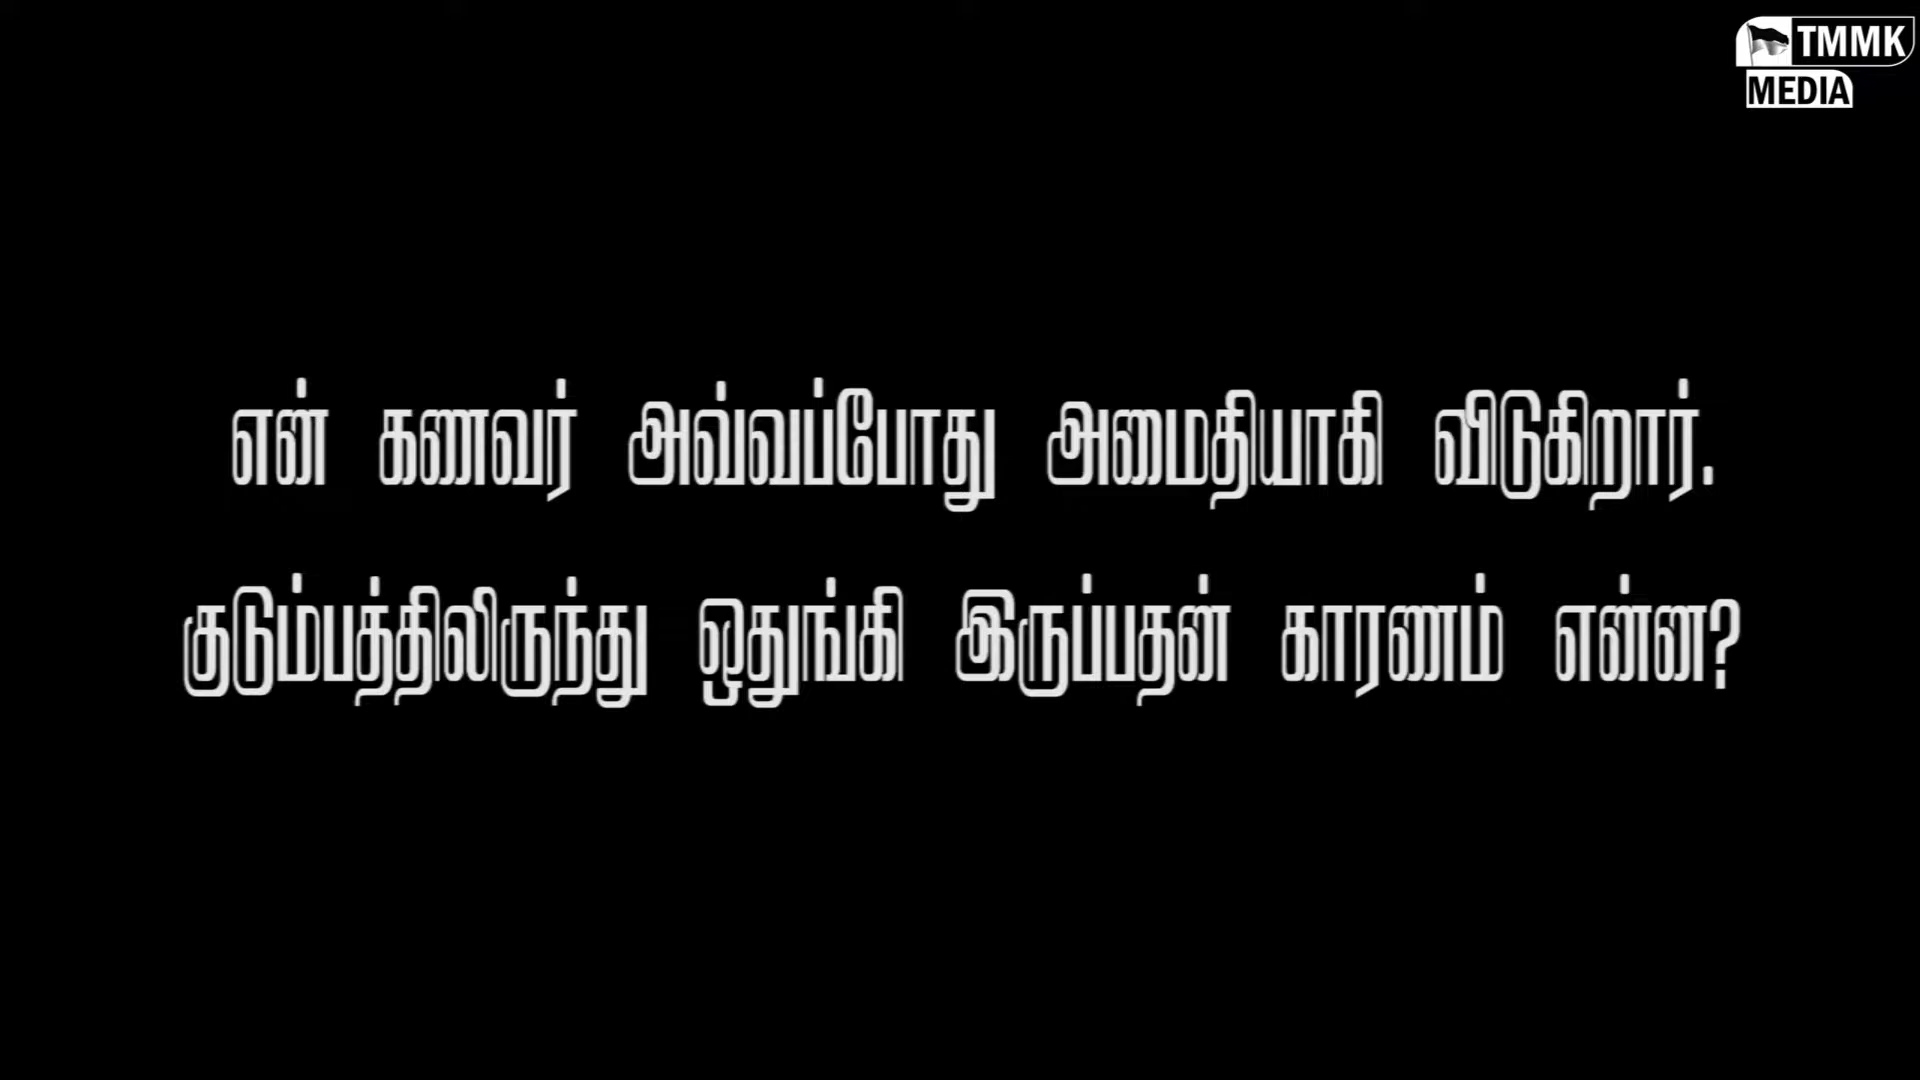 TMMK
MEDIA
என் கணவர் அவ்வப்போது அமைதியாகி விடுகிறார்.
குடும்பத்திலிருந்து ஒதுங்கி இருப்பதன் காரணம் என்ன?